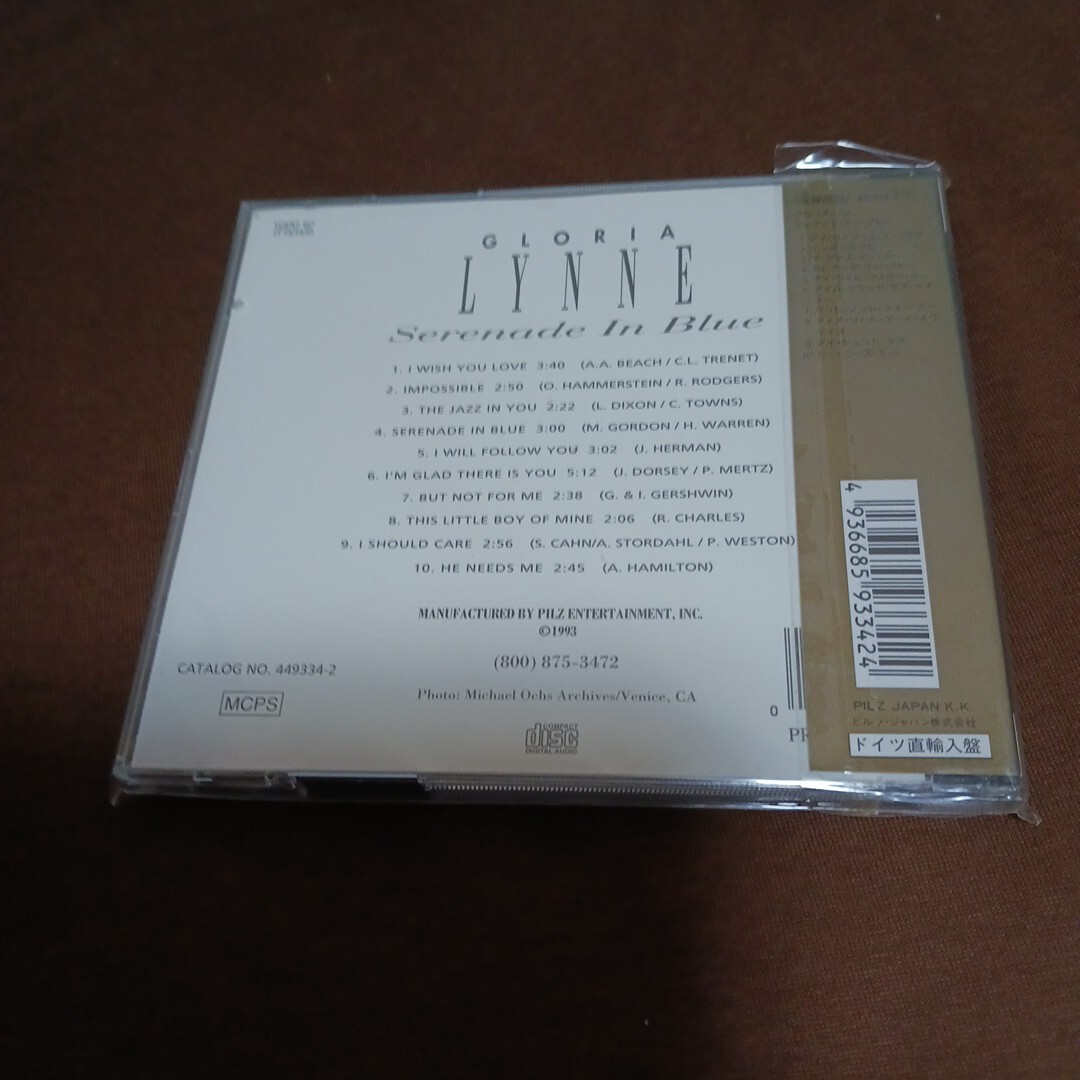 GLORIA
LYNNE
Serenade In Blue
1. I WISH YOU LOVE 3:40 (A.A. BEACH / C.L. TRENET)
2. IMPOSSIBLE 2:50 (O. HAMMERSTEIN / R. RODGERS)
3. THE JAZZ IN YOU 2:22 (L. DIXON / C. TOWNS)
4. SERENADE IN BLUE 3:00 (M. GORDON / H. WARREN)
5. I WILL FOLLOW YOU 3:02 (J. HERMAN)
6. I'M GLAD THERE IS YOU 5:12 (J. DORSEY / P. MERTZ)
7. BUT NOT FOR ME 2:38 (G. & I. GERSHWIN)
8. THIS LITTLE BOY OF MINE 2:06 (R. CHARLES)
9. I SHOULD CARE 2:56 (S. CAHN/A. STORDAHL / P. WESTON)
10. HE NEEDS ME 2:45 (A. HAMILTON)
MANUFACTURED BY PILZ ENTERTAINMENT, INC.
©1993
(800) 875-3472
CATALOG NO. 449334-2
Photo: Michael Ochs Archives/Venice, CA
MCPS
COMPACT
disc
DIGITAL AUDIO
0
PR
4 936685 933424
PILZ JAPAN K.K.
ピルツ・ジャパン株式会社
ドイツ直輸入盤